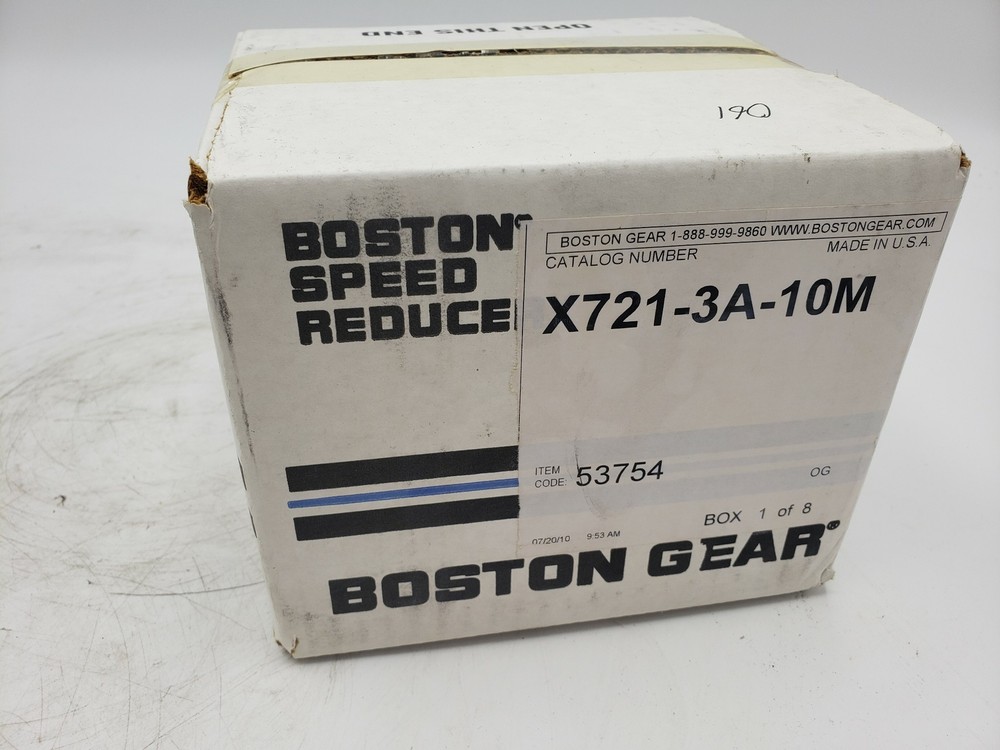 OPEN THIS END
190
BOSTON
SPEED
REDUCE
BOSTON GEAR 1-888-999-9860 WWW.BOSTONGEAR.COM
CATALOG NUMBER MADE IN U.S.A.
X721-3A-10M
ITEM
CODE: 53754
OG
BOX 1 of 8
07/20/10 9:53 AM
BOSTON GEAR®